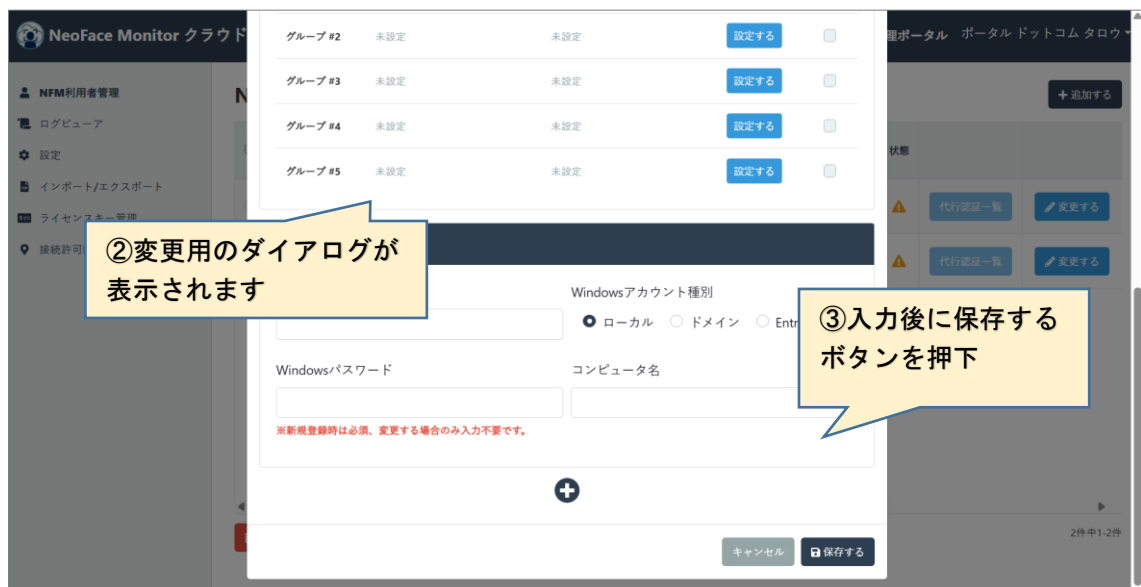 NeoFace Monitor クラウド
理ポータル ポータル ドットコム タロウ
NFM利用者管理
ログビューア
設定
インポート/エクスポート
ライセンスキー管理
接続許可
N
追加する
状態
代行認証一覧 変更する
代行認証一覧 変更する
2件中1-2件
グループ #2 未設定 未設定 設定する
グループ #3 未設定 未設定 設定する
グループ #4 未設定 未設定 設定する
グループ #5 未設定 未設定 設定する
②変更用のダイアログが
表示されます
Windowsアカウント種別
ローカル ドメイン Entr
③入力後に保存する
ボタンを押下
Windowsパスワード コンピュータ名
※新規登録時は必須、変更する場合のみ入力不要です。
キャンセル 保存する